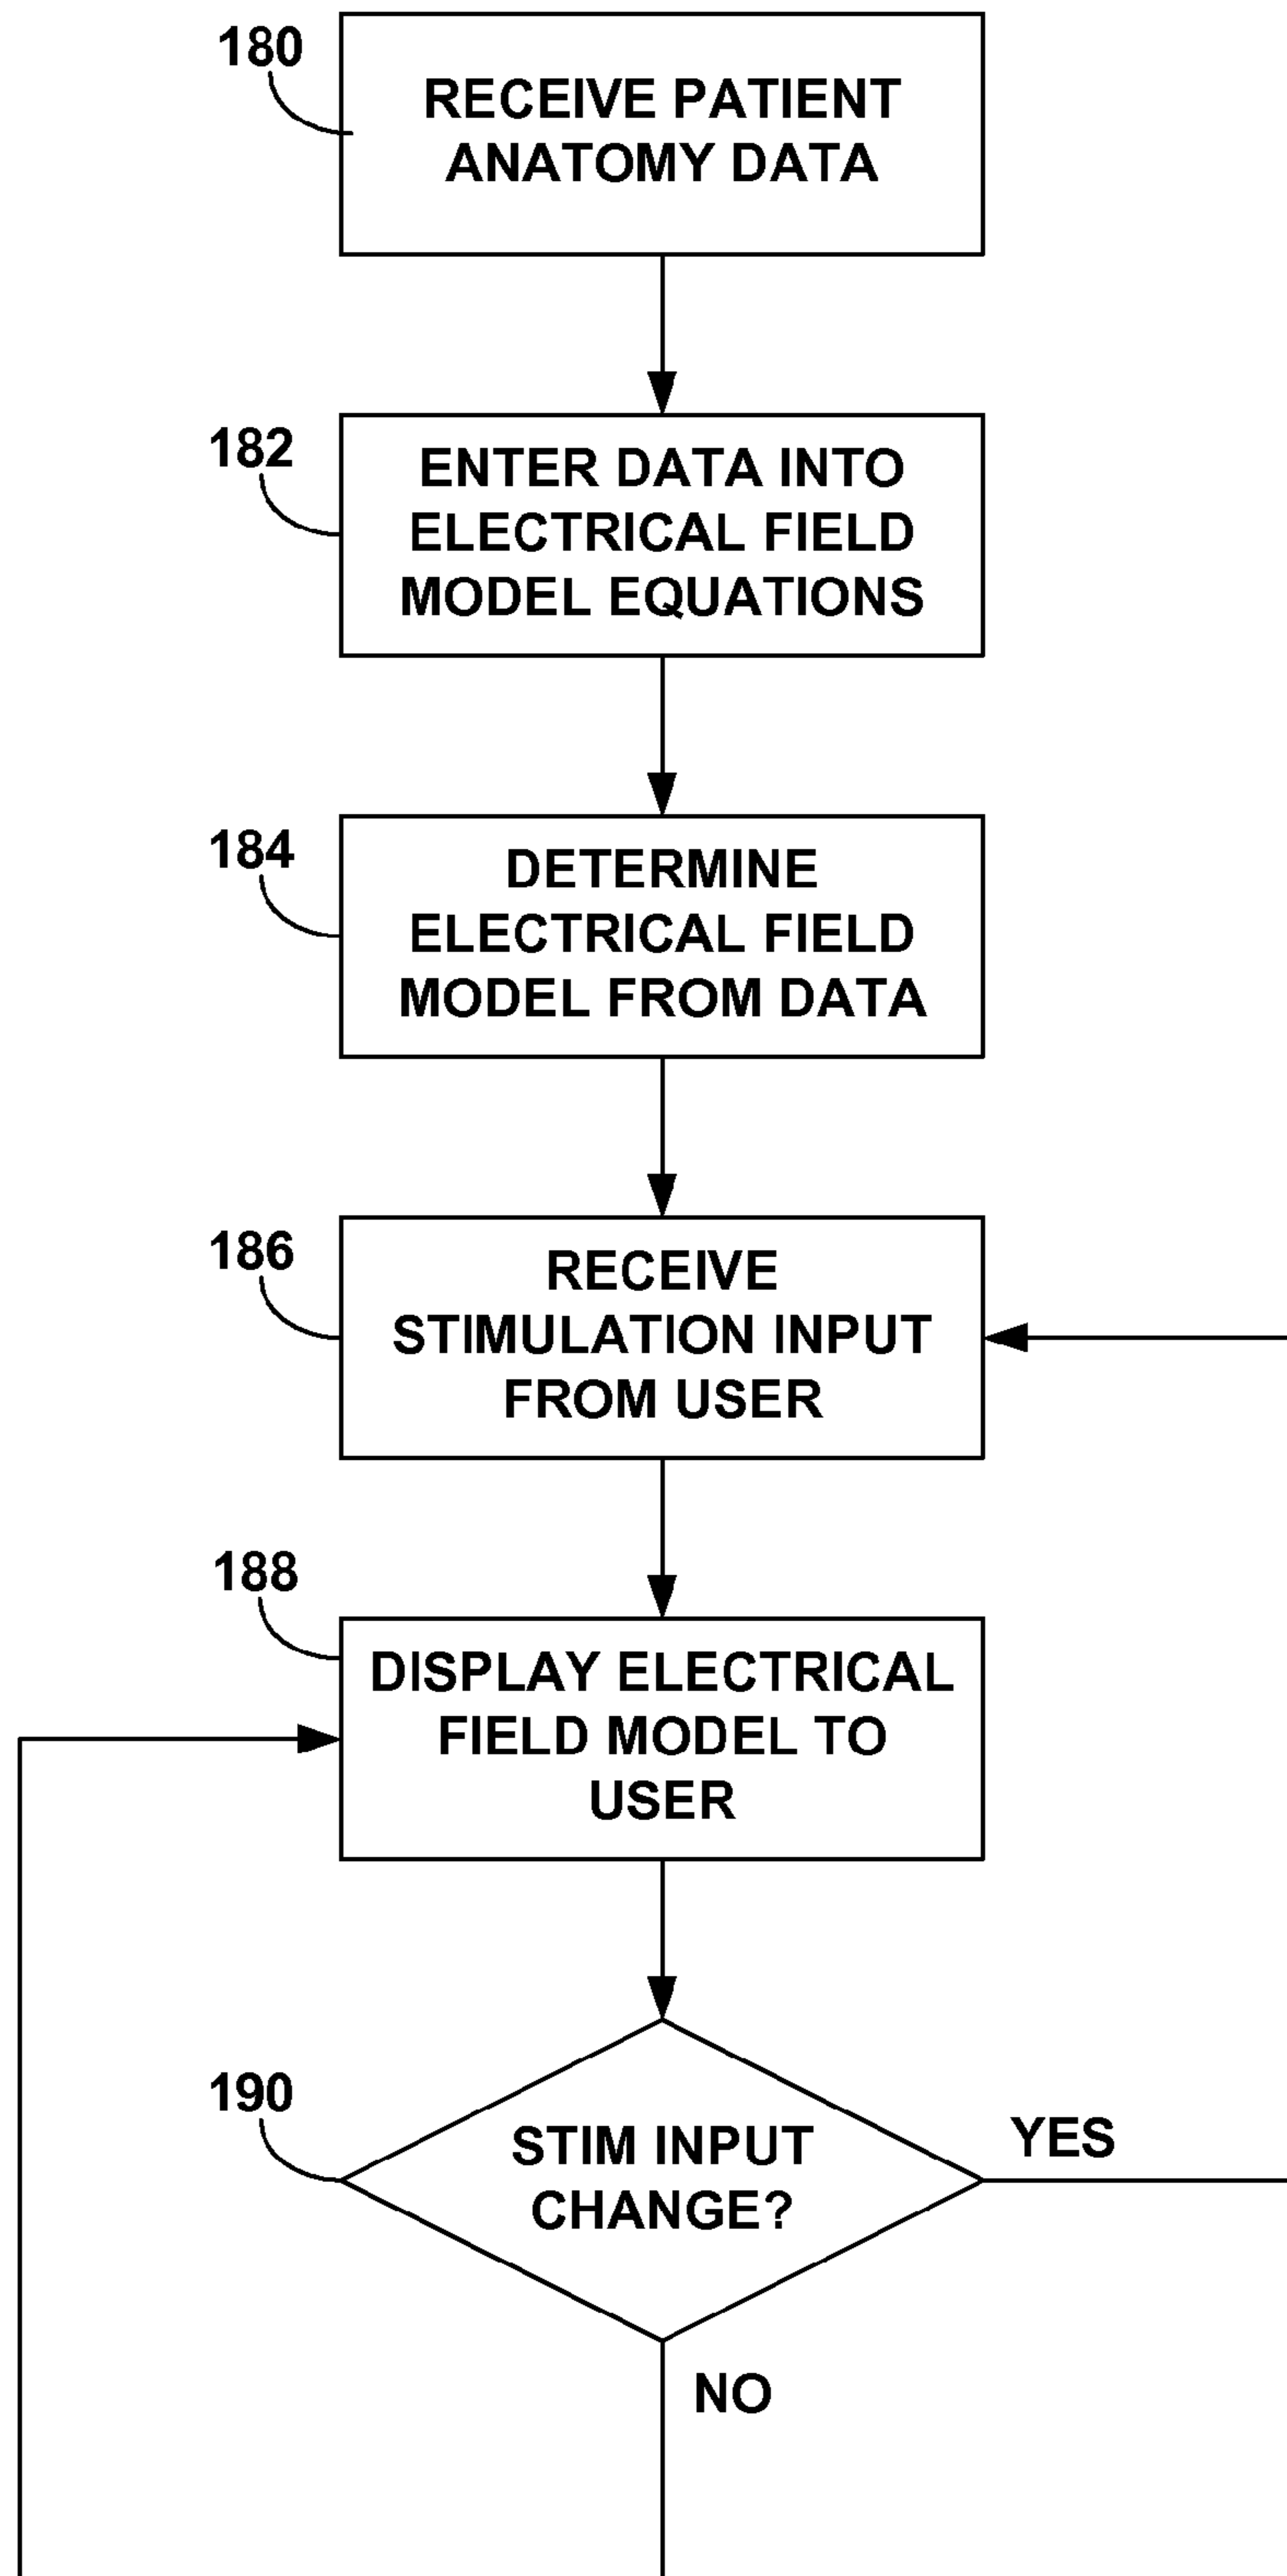 180
RECEIVE PATIENT
ANATOMY DATA
182
ENTER DATA INTO
ELECTRICAL FIELD
MODEL EQUATIONS
184
DETERMINE
ELECTRICAL FIELD
MODEL FROM DATA
186
RECEIVE
STIMULATION INPUT
FROM USER
188
DISPLAY ELECTRICAL
FIELD MODEL TO
USER
190
STIM INPUT
CHANGE?
YES
NO